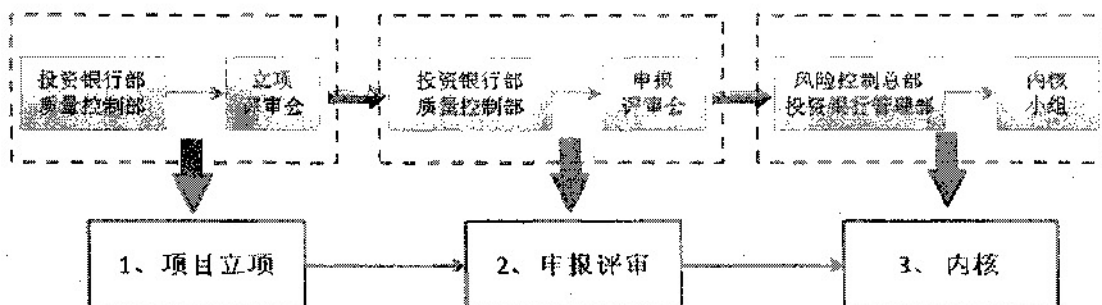 投资银行部 立项 投资银行部 申报 风险控制总部 内核
质量控制部 评审会 质量控制部 评审会 投资银行管理部 小组
1、项目立项 2、申报评审 3、内核